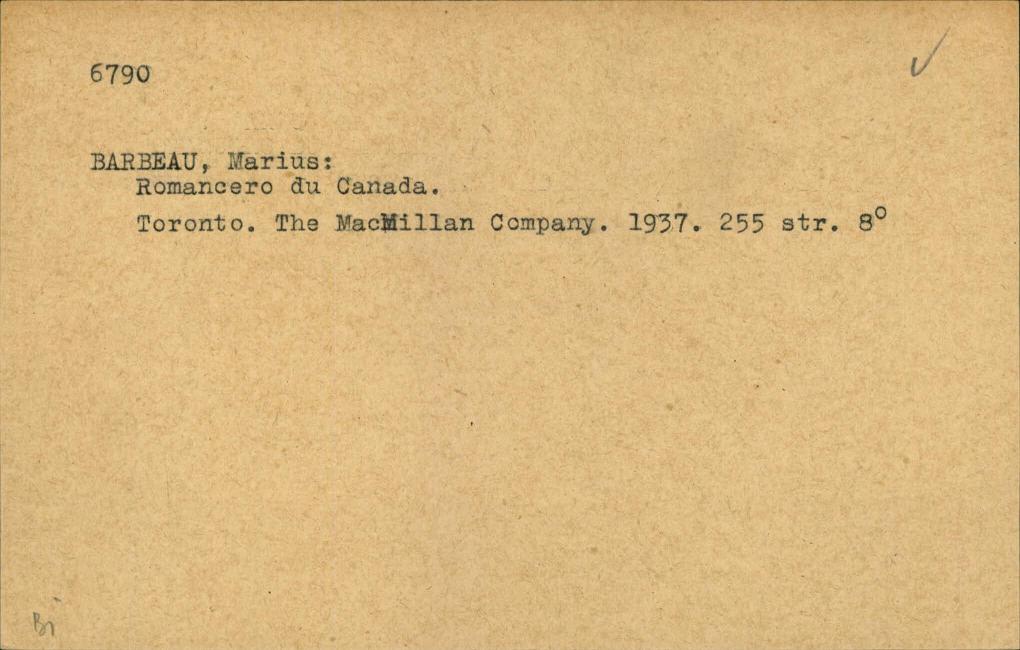 6790
BARBEAU, Marius:
Romancero du Canada.
Toronto. The MacMillan Company. 1937. 255 str. 8°